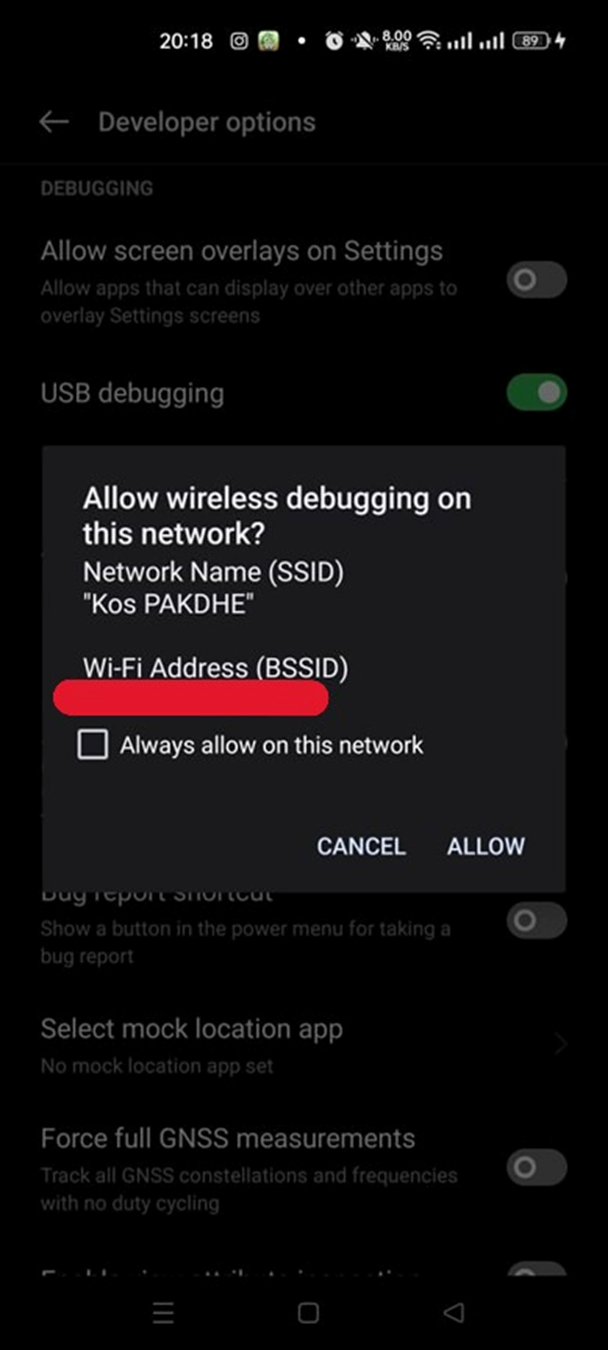 20:18 8.00 KB/S 89
Developer options
DEBUGGING
Allow screen overlays on Settings
Allow apps that can display over other apps to
overlay Settings screens
USB debugging
Allow wireless debugging on
this network?
Network Name (SSID)
"Kos PAKDHE"
Wi-Fi Address (BSSID)
Always allow on this network
CANCEL ALLOW
Bug report shortcut
Show a button in the power menu for taking a
bug report
Select mock location app
No mock location app set
Force full GNSS measurements
Track all GNSS constellations and frequencies
with no duty cycling
Enable view attribute inspection